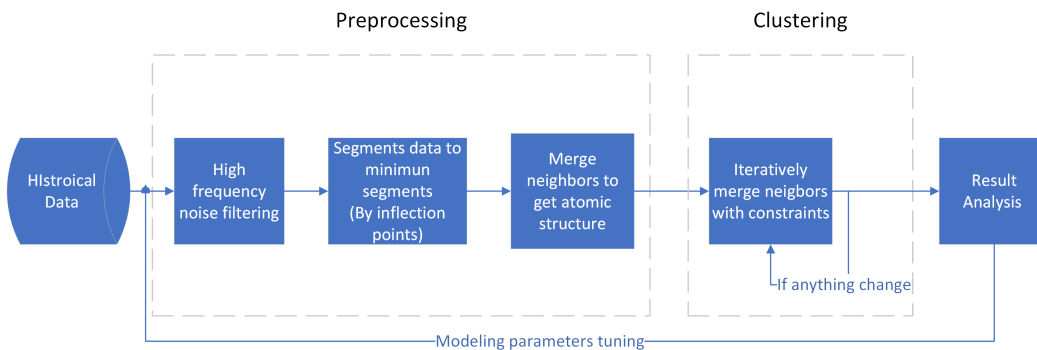 Preprocessing
Clustering
HIstroical
Data
High
frequency
noise filtering
Segments data to
minimun
segments
(By inflection
points)
Merge
neighbors to
get atomic
structure
Iteratively
merge neigbors
with constraints
Result
Analysis
If anything change
Modeling parameters tuning